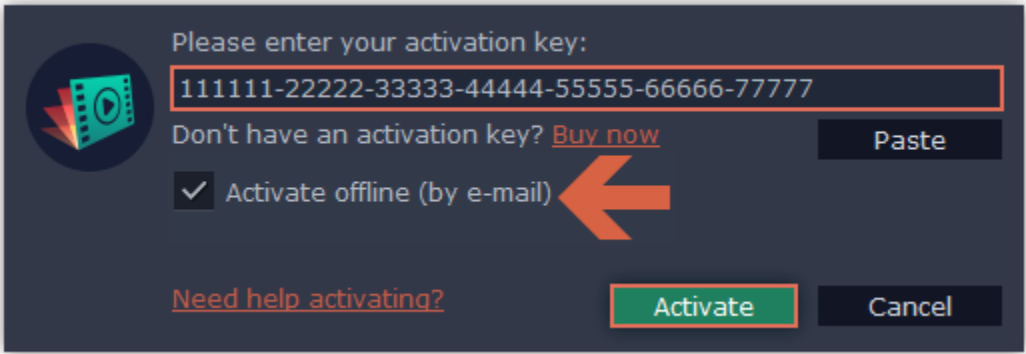 Please enter your activation key:
111111-22222-33333-44444-55555-66666-77777
Don't have an activation key? Buy now
Paste
Activate offline (by e-mail)
Need help activating?
Activate
Cancel